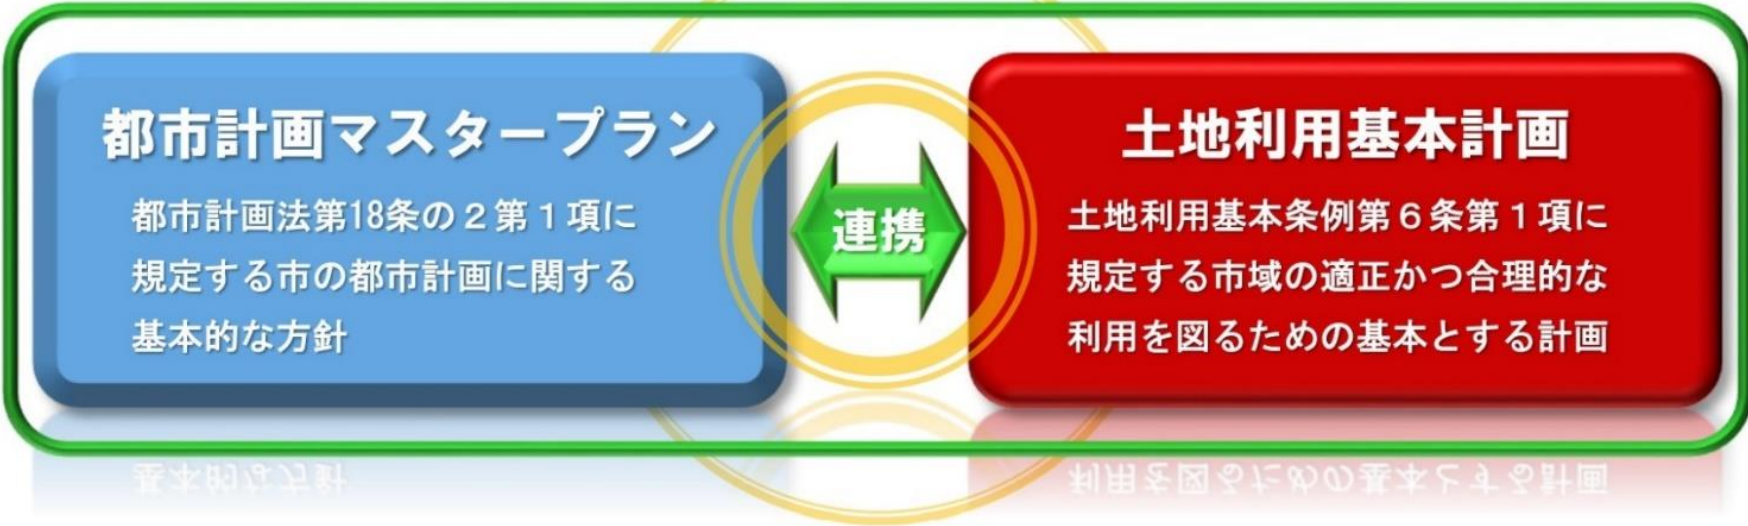 都市計画マスタープラン
都市計画法第18条の２第１項に
規定する市の都市計画に関する
基本的な方針
連携
土地利用基本計画
土地利用基本条例第６条第１項に
規定する市域の適正かつ合理的な
利用を図るための基本とする計画